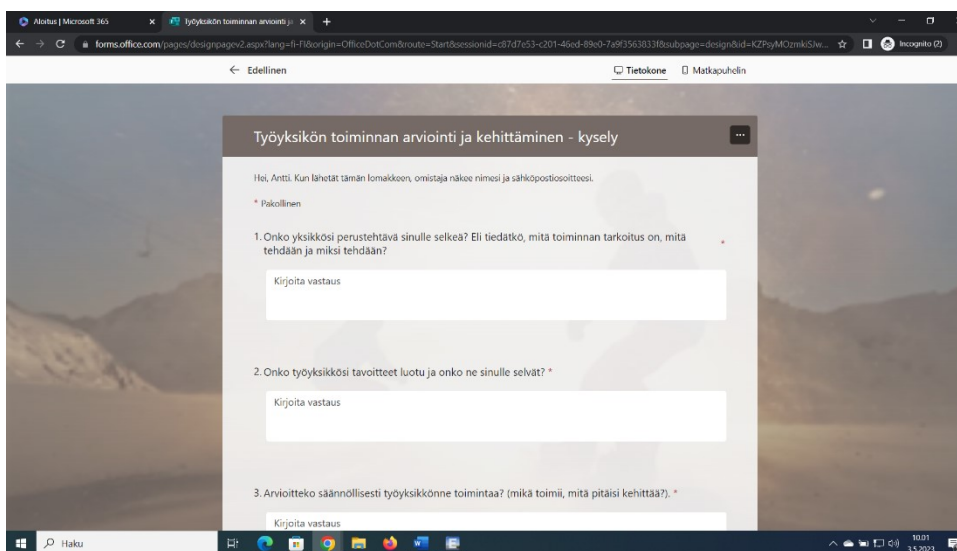 Aloitus | Microsoft 365
Työyksikön toiminnan arviointi ja
forms.office.com/pages/designpagev2.aspx?lang=fi-FI&origin=OfficeDotCom&route=Start&sessionid=c87d7e53-c201-46ed-89e0-7a9f3563833f&subpage=design&id=KZPsyMOzmkiSJw...
Incognito (2)
Edellinen
Tietokone
Matkapuhelin
Työyksikön toiminnan arviointi ja kehittäminen - kysely
Hei, Antti. Kun lähetät tämän lomakkeen, omistaja näkee nimesi ja sähköpostiosoitteesi.
* Pakollinen
1. Onko yksikkösi perustehtävä sinulle selkeä? Eli tiedätkö, mitä toiminnan tarkoitus on, mitä *
tehdään ja miksi tehdään?
Kirjoita vastaus
2. Onko työyksikkösi tavoitteet luotu ja onko ne sinulle selvät? *
Kirjoita vastaus
3. Arvioitteko säännöllisesti työyksikkönne toimintaa? (mikä toimii, mitä pitäisi kehittää?). *
Kirjoita vastaus
Haku
10.01
3.5.2023